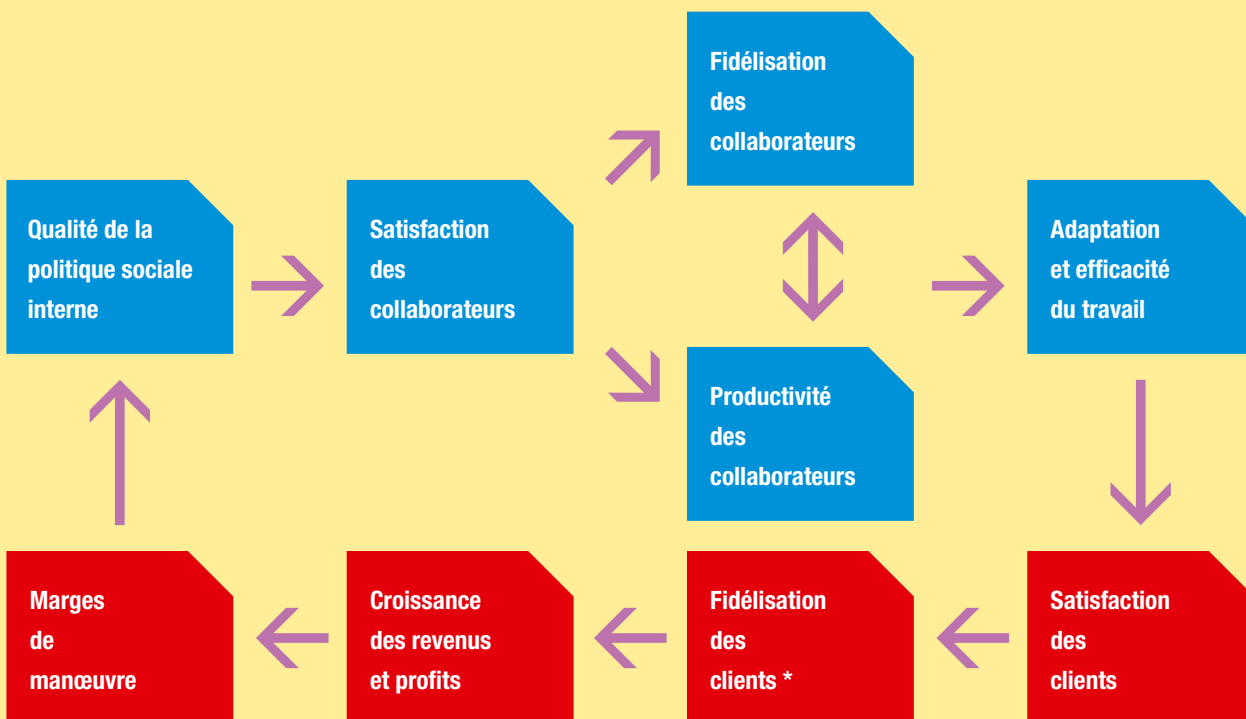 Fidélisation
des
collaborateurs
Qualité de la
politique sociale
interne
Satisfaction
des
collaborateurs
Adaptation
et efficacité
du travail
Productivité
des
collaborateurs
Marges
de
manœuvre
Croissance
des revenus
et profits
Fidélisation
des
clients *
Satisfaction
des
clients